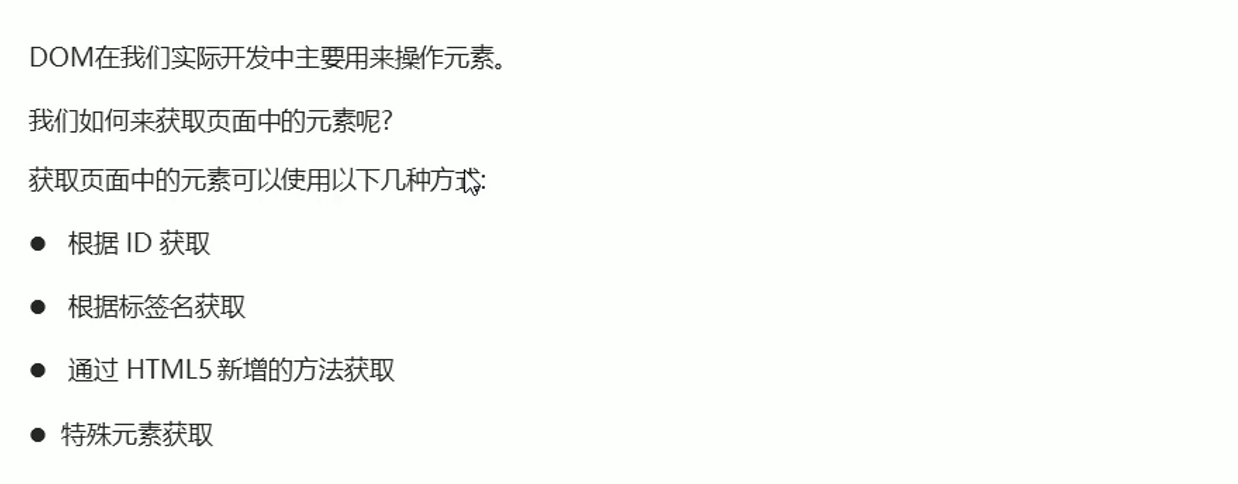 DOM在我们实际开发中主要用来操作元素。
我们如何来获取页面中的元素呢?
获取页面中的元素可以使用以下几种方式:
● 根据 ID 获取
● 根据标签名获取
● 通过 HTML5 新增的方法获取
● 特殊元素获取